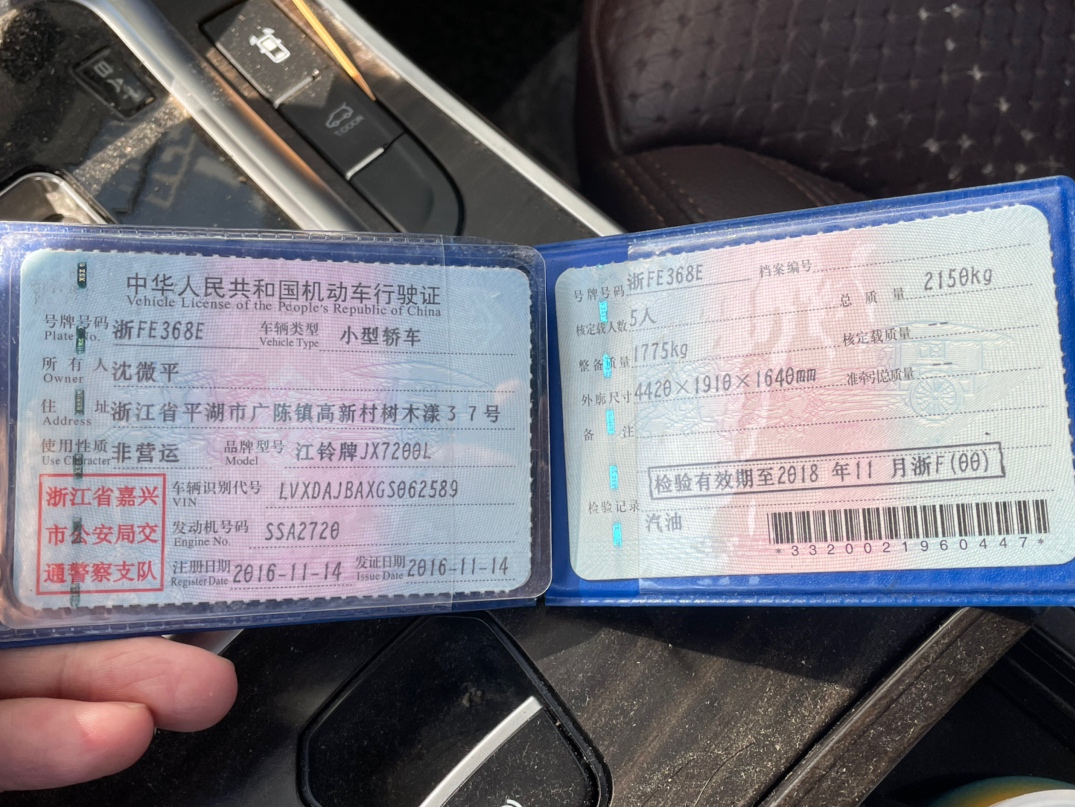 中华人民共和国机动车行驶证
Vehicle License of the People's Republic of China
号牌号码 Plate No. 浙FE368E 车辆类型 Vehicle Type 小型轿车
所有人 Owner 沈微平
住址 Address 浙江省平湖市广陈镇高新村树木漾37号
使用性质 Use Character 非营运 品牌型号 Model 江铃牌JX7200L
浙江省嘉兴
市公安局交
通警察支队
车辆识别代号 VIN LVXDAJBAXGS062589
发动机号码 Engine No. SSA2720
注册日期 Register Date 2016-11-14 发证日期 Issue Date 2016-11-14
号牌号码 浙FE368E 档案编号
核定载人数 5人 总质量 2150kg
整备质量 1775kg 核定载质量 --
外廓尺寸 4420×1910×1640mm 准牵引总质量 --
备注
检验有效期至2018 年11 月浙F(00)
检验记录
汽油
*3320021960447*